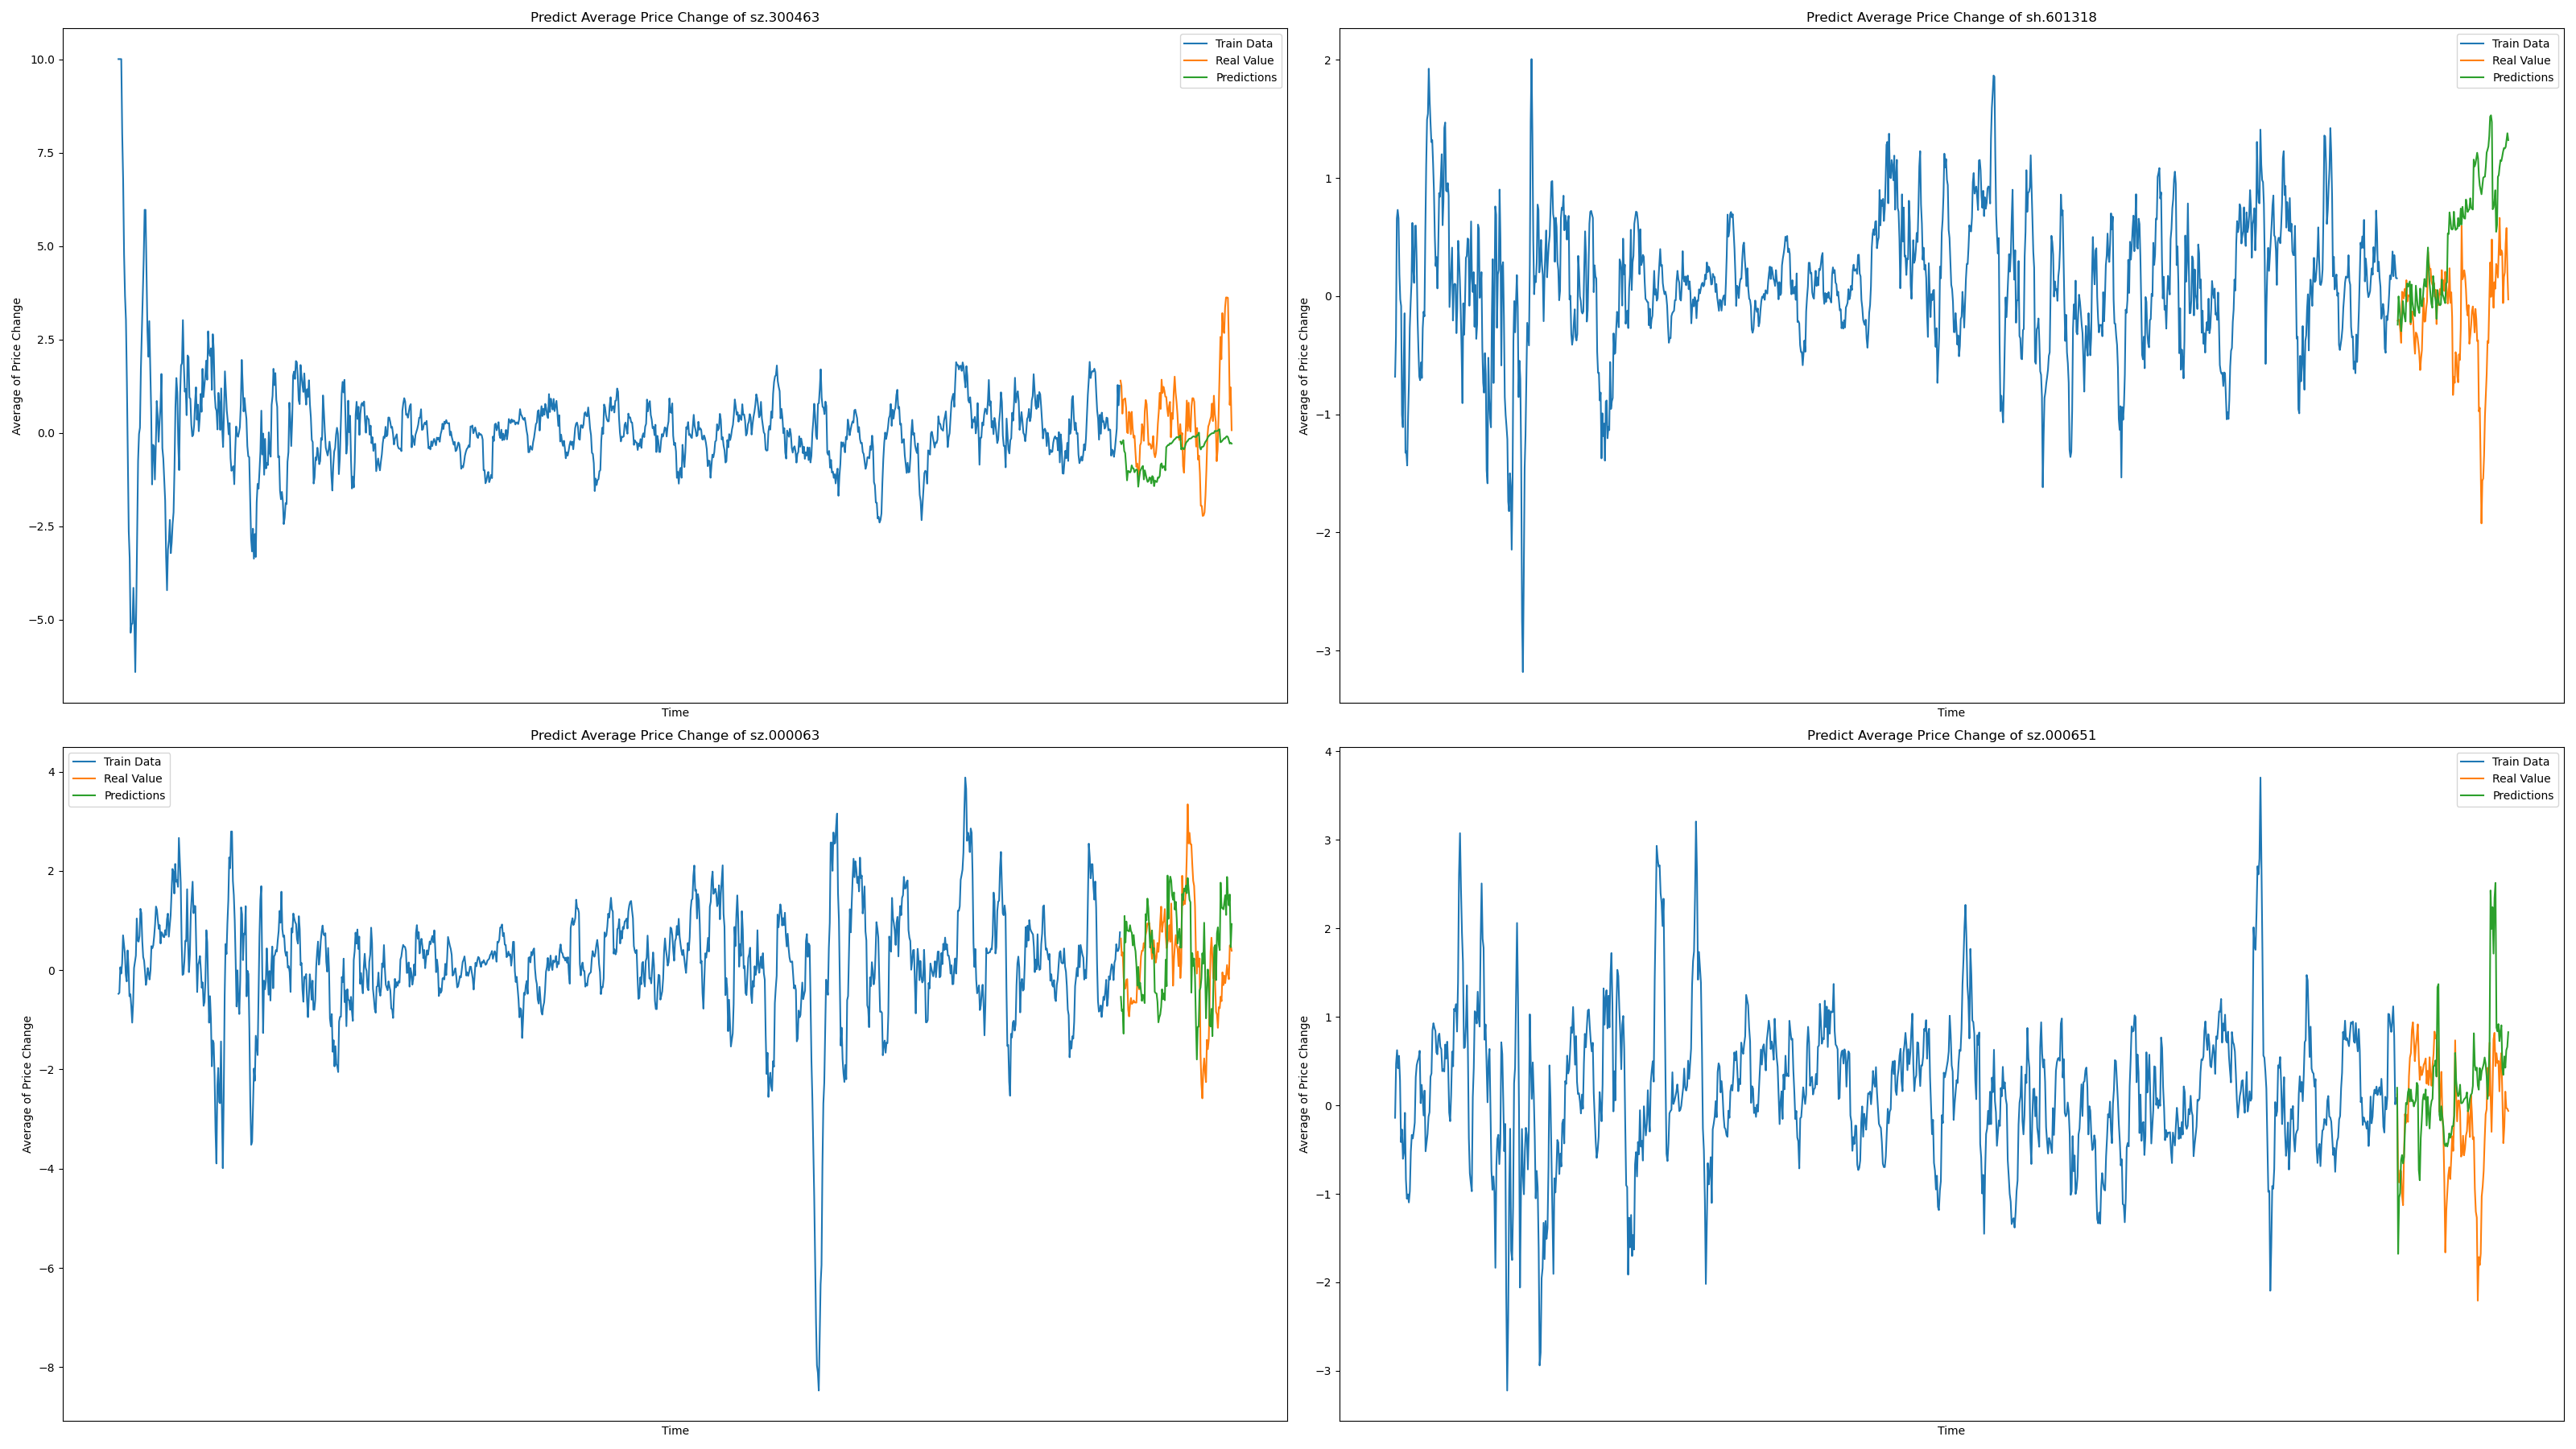 Predict Average Price Change of sz.300463
Train Data
Real Value
Predictions
10.0
7.5
5.0
2.5
0.0
−2.5
−5.0
Average of Price Change
Time
Predict Average Price Change of sh.601318
Train Data
Real Value
Predictions
2
1
0
−1
−2
−3
Average of Price Change
Time
Predict Average Price Change of sz.000063
Train Data
Real Value
Predictions
4
2
0
−2
−4
−6
−8
Average of Price Change
Time
Predict Average Price Change of sz.000651
Train Data
Real Value
Predictions
4
3
2
1
0
−1
−2
−3
Average of Price Change
Time